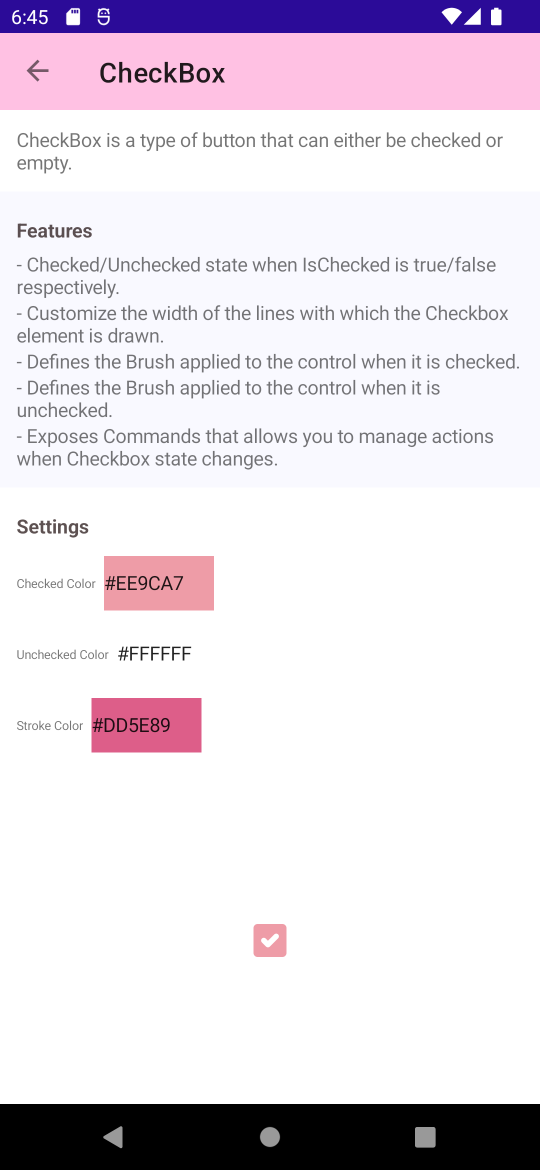 6:45
CheckBox
CheckBox is a type of button that can either be checked or
empty.
Features
- Checked/Unchecked state when IsChecked is true/false
respectively.
- Customize the width of the lines with which the Checkbox
element is drawn.
- Defines the Brush applied to the control when it is checked.
- Defines the Brush applied to the control when it is
unchecked.
- Exposes Commands that allows you to manage actions
when Checkbox state changes.
Settings
Checked Color #EE9CA7
Unchecked Color #FFFFFF
Stroke Color #DD5E89